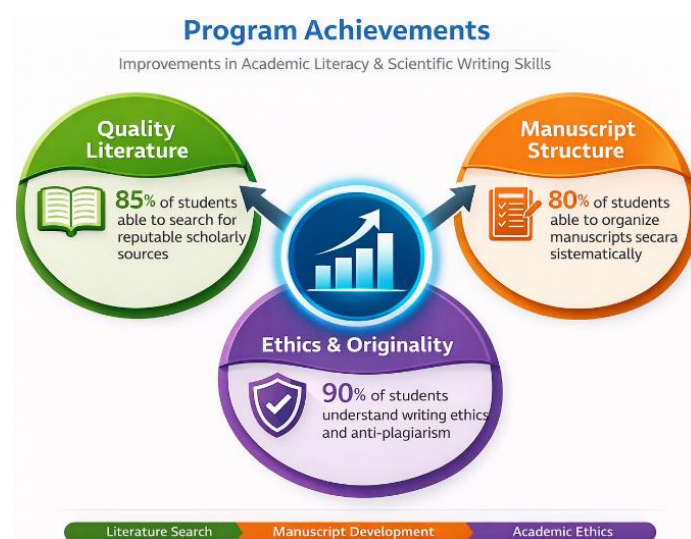 Program Achievements
Improvements in Academic Literacy & Scientific Writing Skills
Quality
Literature
85% of students
able to search for
reputable scholarly
sources
Manuscript
Structure
80% of students
able to organize
manuscripts secara
sistematically
Ethics & Originality
90% of students
understand writing ethics
and anti-plagiarism
Literature Search
Manuscript Development
Academic Ethics